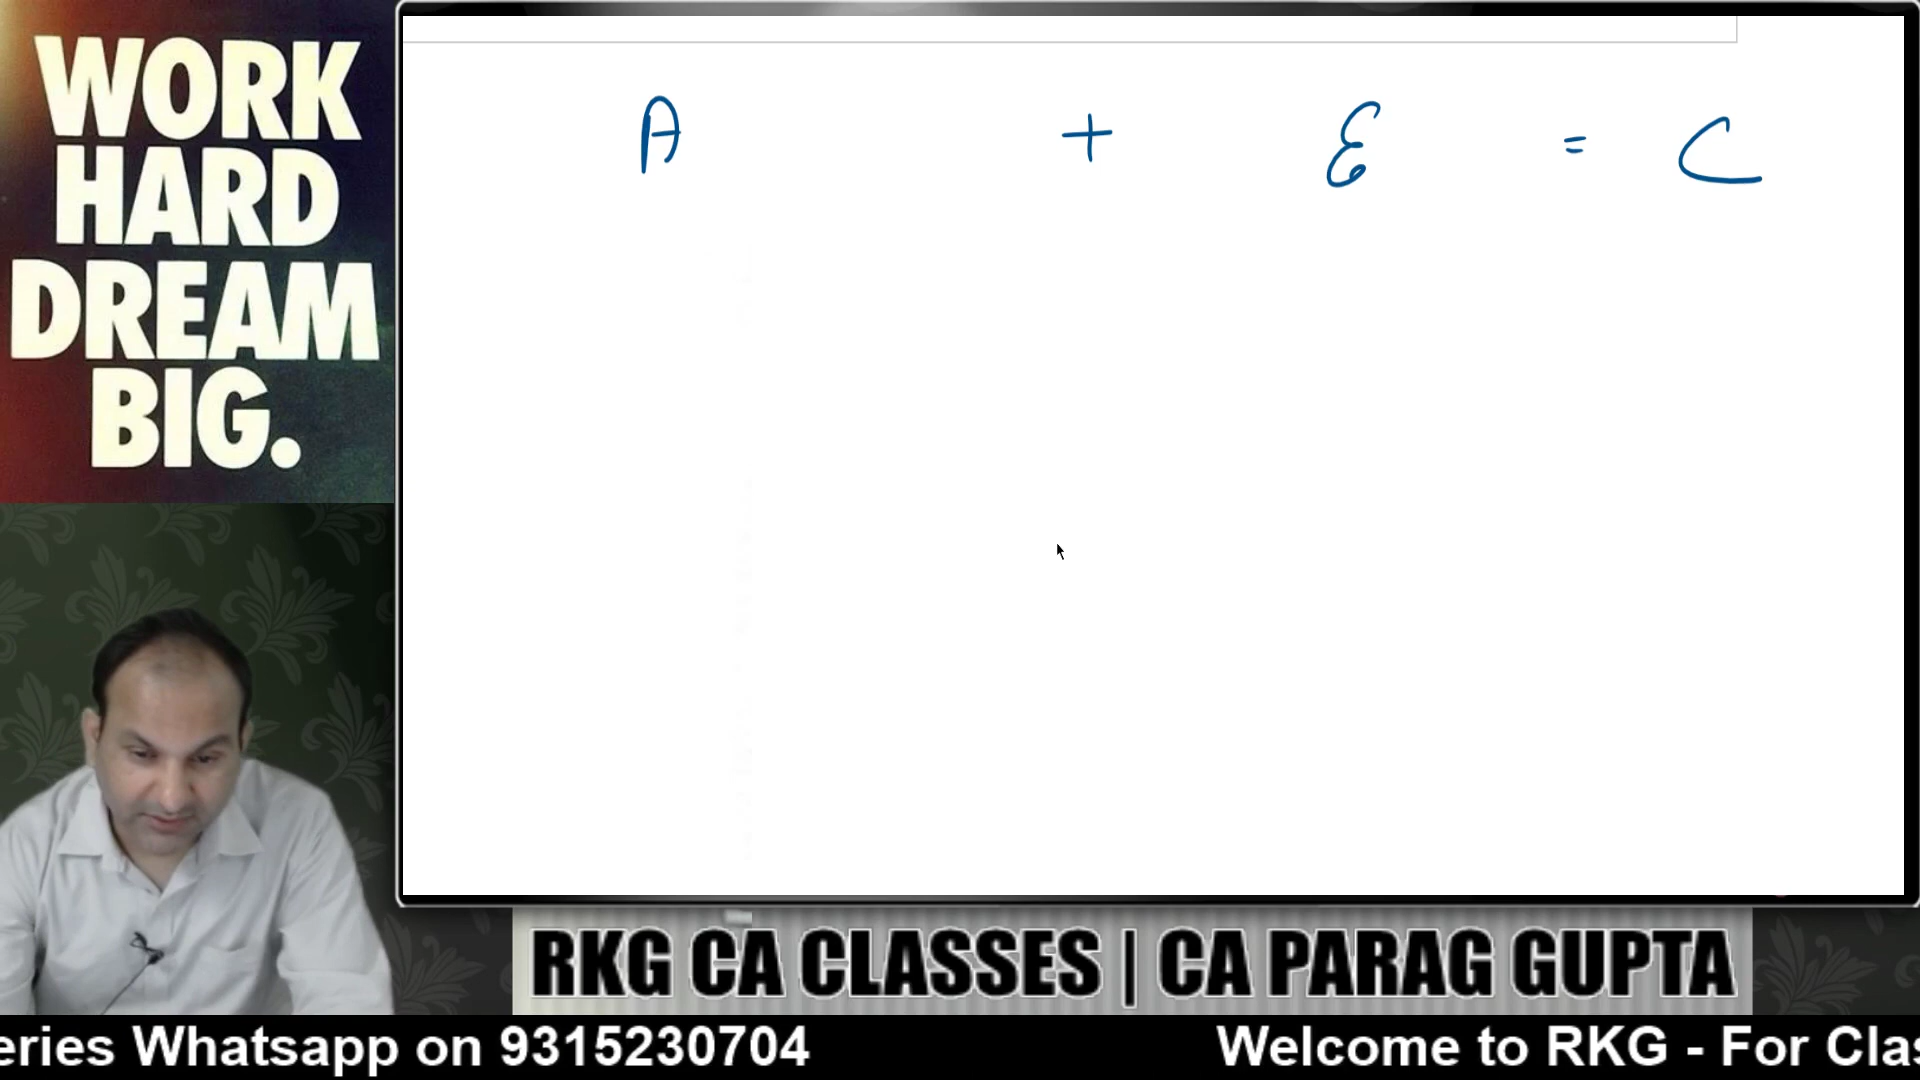 WORK
HARD
DREAM
BIG.
A + E = C
RKG CA CLASSES | CA PARAG GUPTA
eries Whatsapp on 9315230704 Welcome to RKG - For Clas